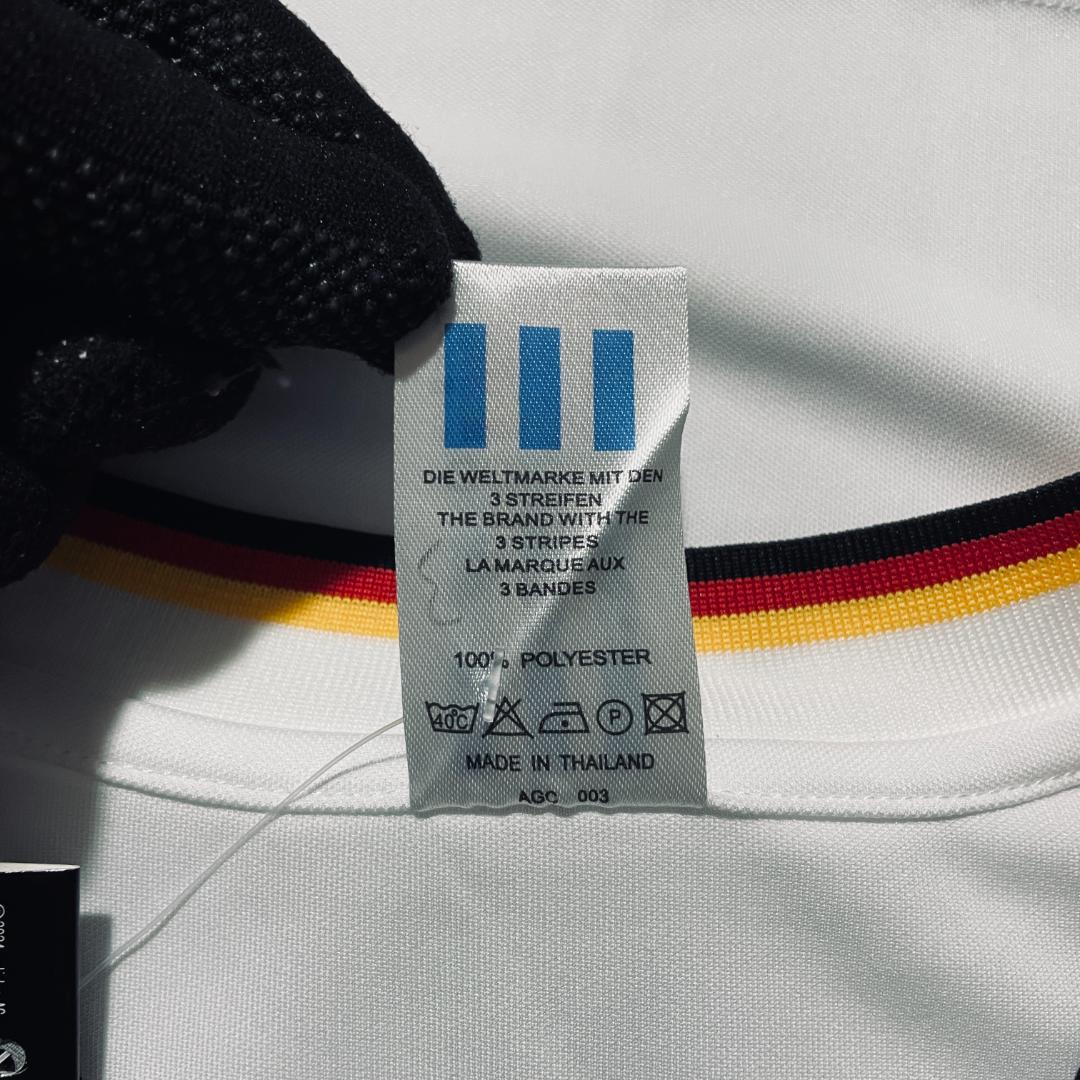 DIE WELTMARKE MIT DEN
3 STREIFEN
THE BRAND WITH THE
3 STRIPES
LA MARQUE AUX
3 BANDES
100% POLYESTER
40°C P
MADE IN THAILAND
AGC 003